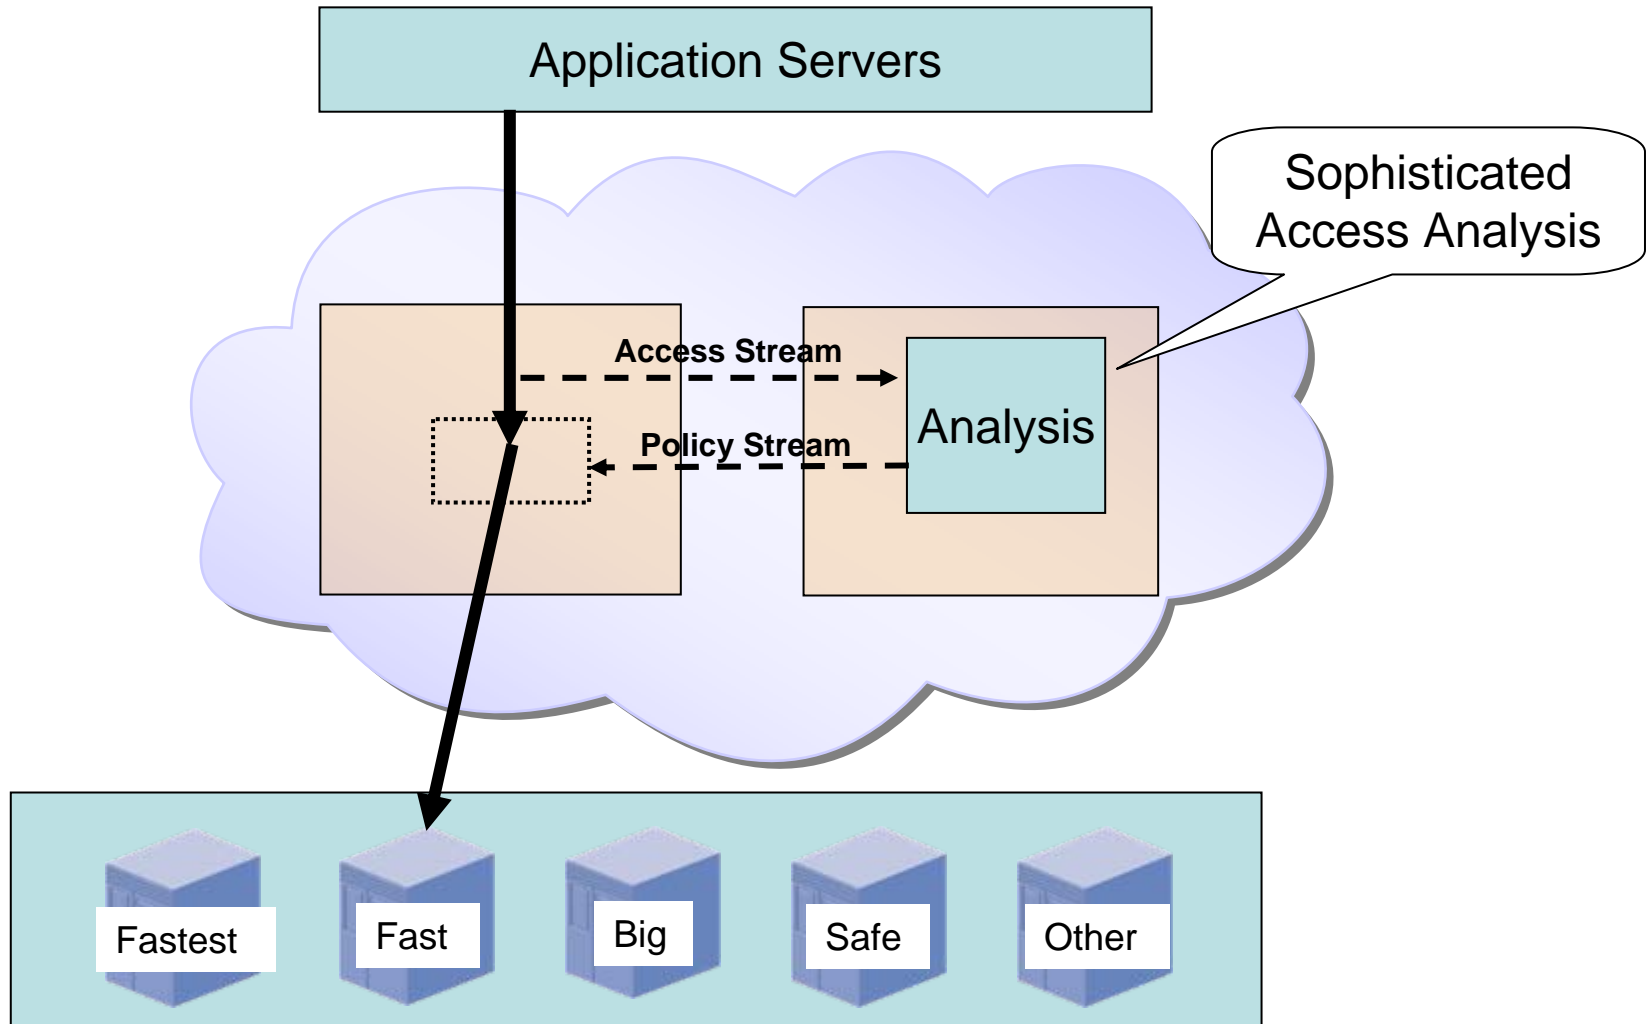 Application Servers
Sophisticated
Access Analysis
Access Stream
Analysis
Policy Stream
Fastest
Fast
Big
Safe
Other